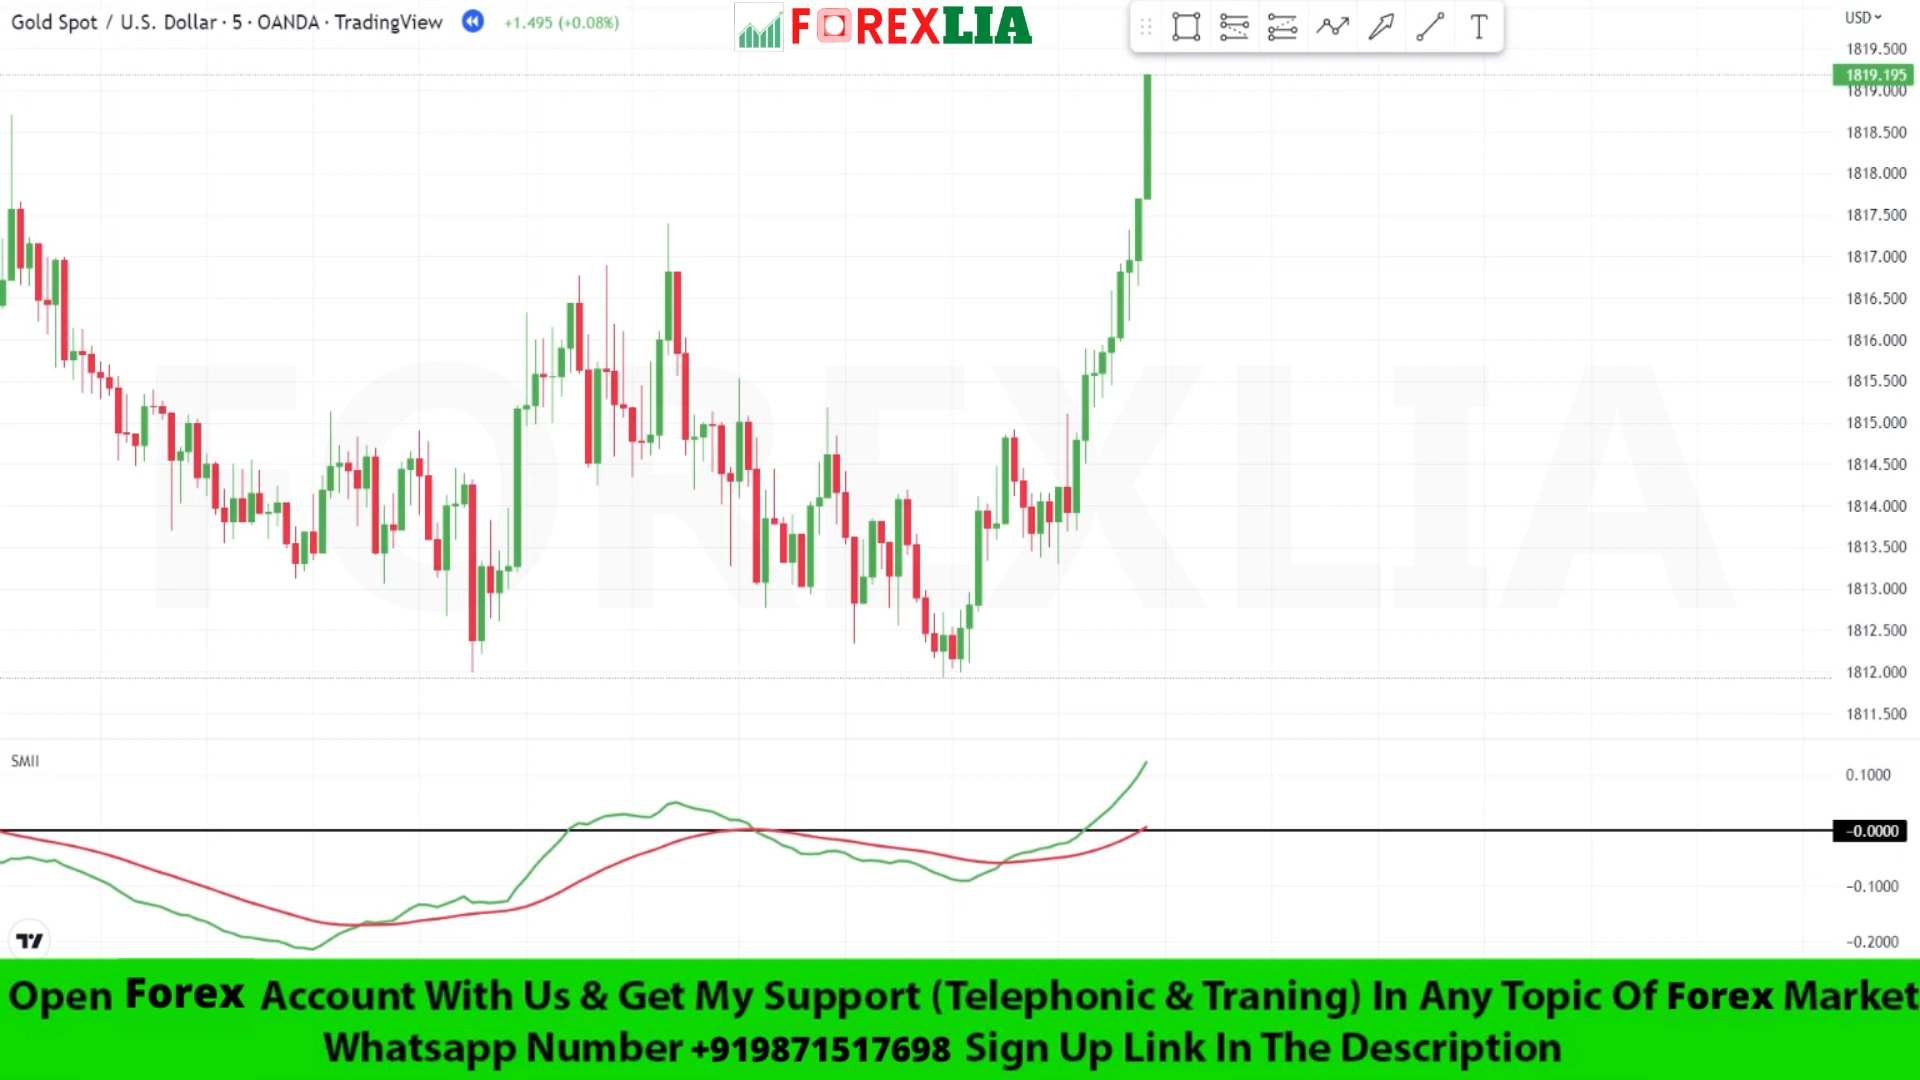 Gold Spot / U.S. Dollar · 5 · OANDA · TradingView
+1.495 (+0.08%)
FOREXLIA
T
USD
1819.500
1819.195
1819.000
1818.500
1818.000
1817.500
1817.000
1816.500
1816.000
1815.500
1815.000
1814.500
1814.000
1813.500
1813.000
1812.500
1812.000
1811.500
FOREXLIA
SMII
0.1000
-0.0000
-0.1000
-0.2000
Open Forex Account With Us & Get My Support (Telephonic & Traning) In Any Topic Of Forex Market
Whatsapp Number +919871517698 Sign Up Link In The Description